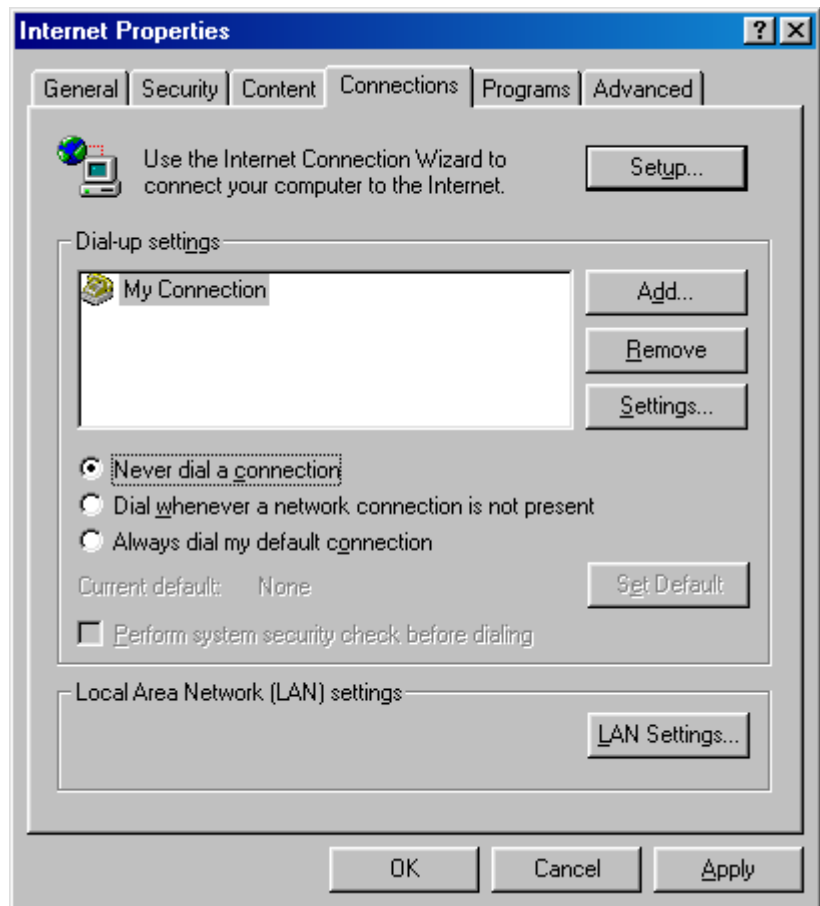 Internet Properties
General Security Content Connections Programs Advanced
Use the Internet Connection Wizard to
connect your computer to the Internet.
Setup...
Dial-up settings
My Connection
Add...
Remove
Settings...
Never dial a connection
Dial whenever a network connection is not present
Always dial my default connection
Current default: None
Set Default
Perform system security check before dialing
Local Area Network (LAN) settings
LAN Settings...
OK Cancel Apply